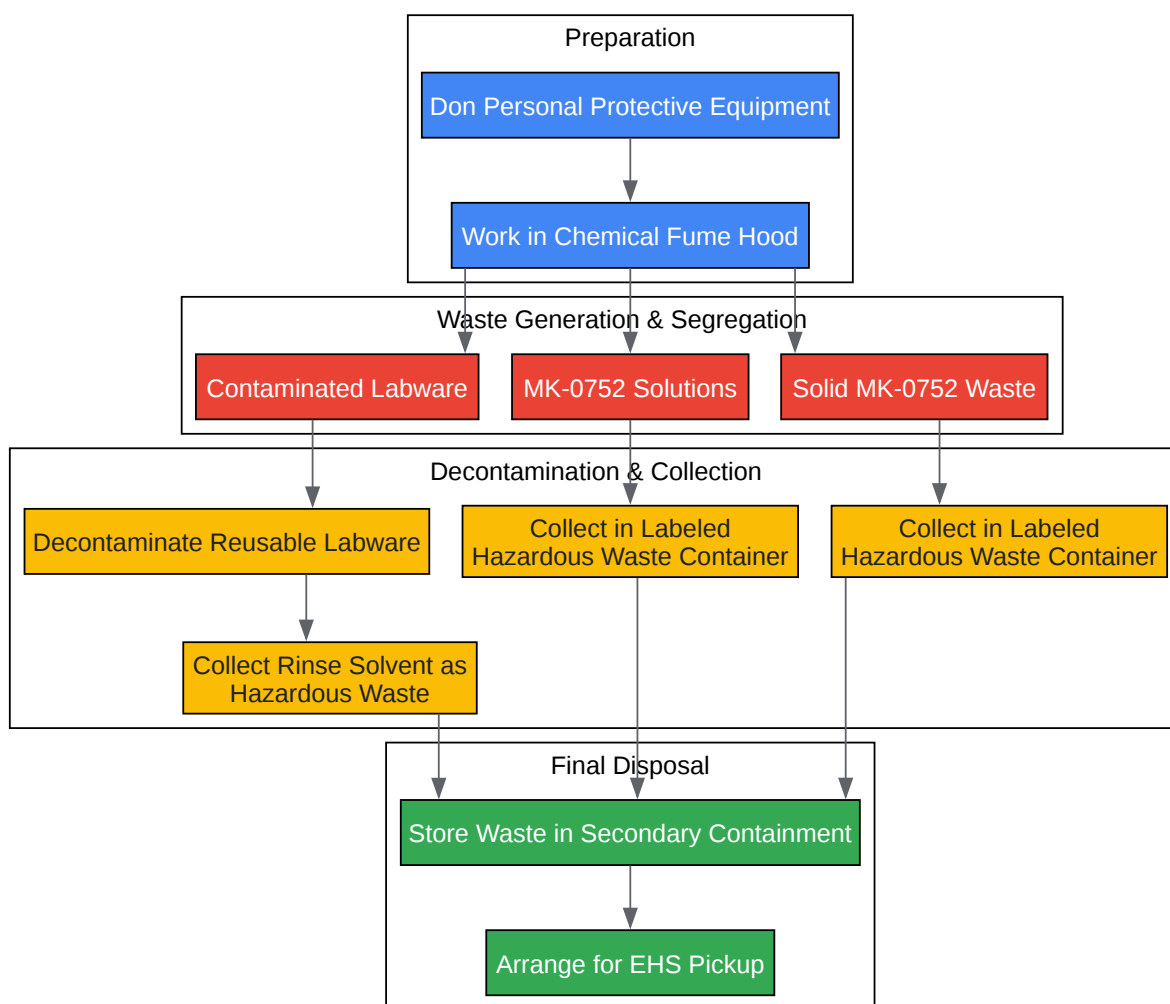 Preparation
Don Personal Protective Equipment
Work in Chemical Fume Hood
Waste Generation & Segregation
Contaminated Labware
MK-0752 Solutions
Solid MK-0752 Waste
Decontamination & Collection
Decontaminate Reusable Labware
Collect in Labeled
Hazardous Waste Container
Collect in Labeled
Hazardous Waste Container
Collect Rinse Solvent as
Hazardous Waste
Final Disposal
Store Waste in Secondary Containment
Arrange for EHS Pickup